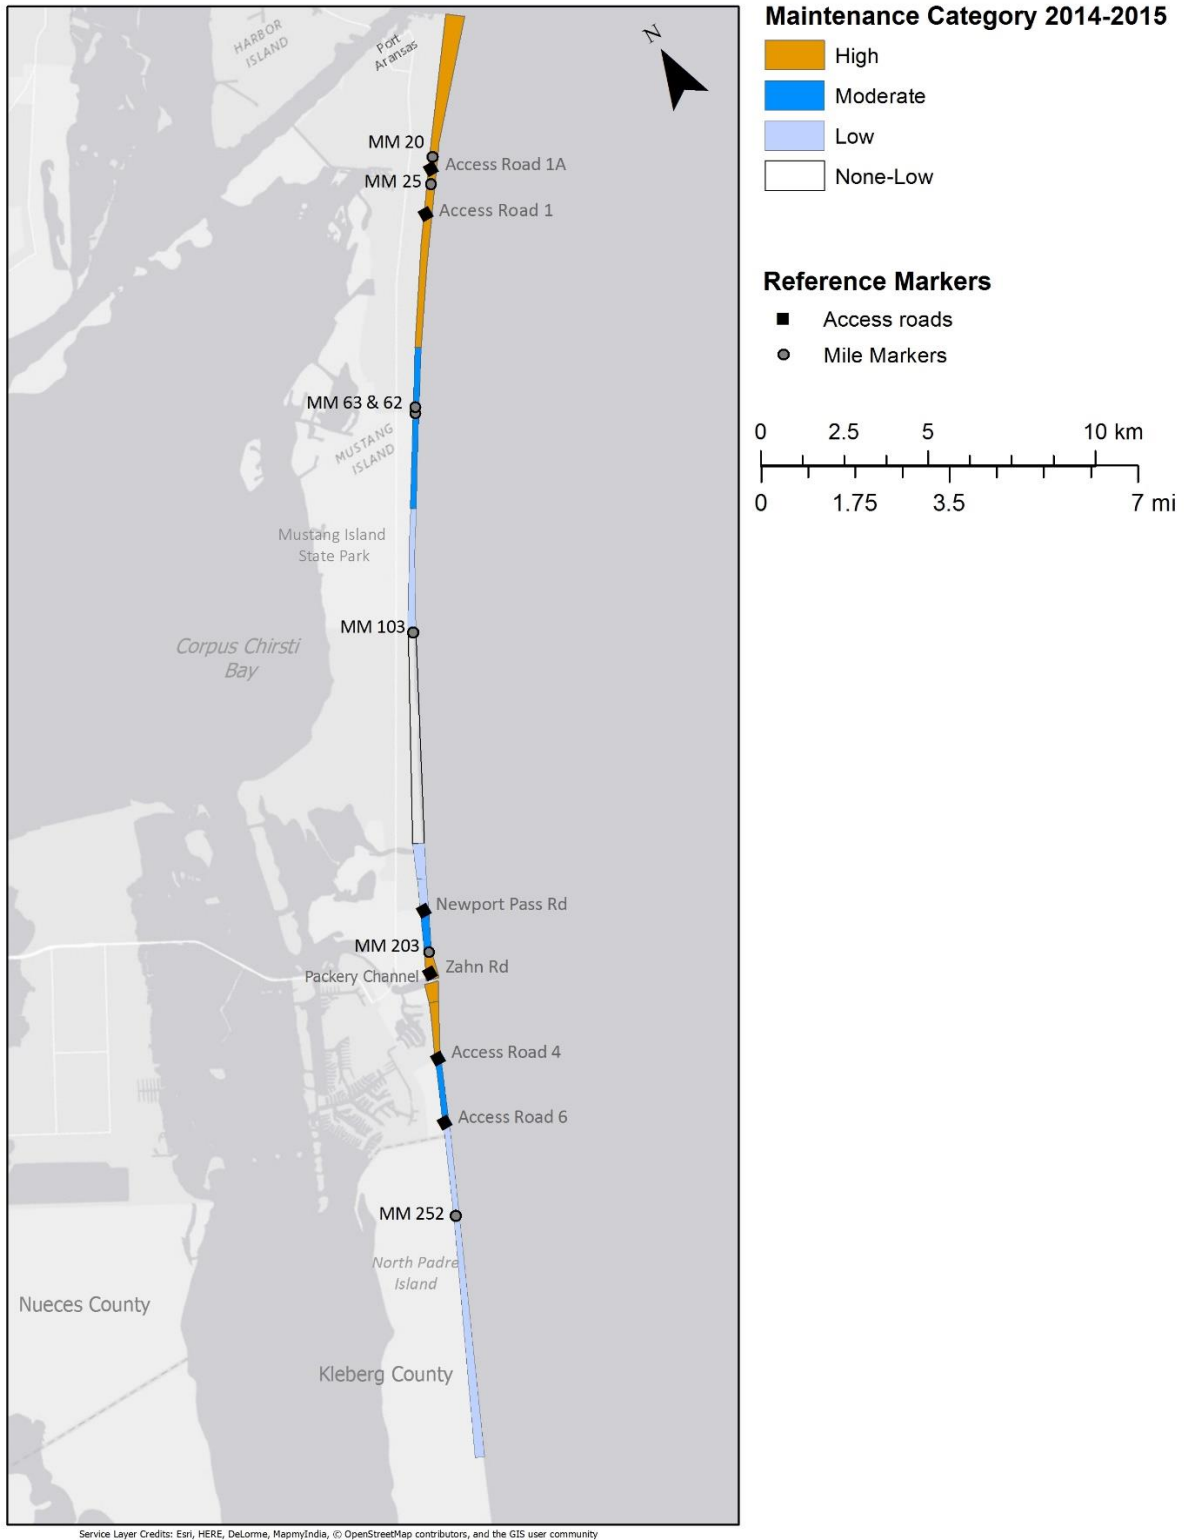 HARBOR
ISLAND
Port
Aransas
N
MM 20
Access Road 1A
MM 25
Access Road 1
MM 63 & 62
MUSTANG
ISLAND
Mustang Island
State Park
MM 103
Corpus Chirsti
Bay
Newport Pass Rd
MM 203
Zahn Rd
Packery Channel
Access Road 4
Access Road 6
MM 252
North Padre
Island
Nueces County
Kleberg County
Service Layer Credits: Esri, HERE, DeLorme, MapmyIndia, © OpenStreetMap contributors, and the GIS user community
Maintenance Category 2014-2015
High
Moderate
Low
None-Low
Reference Markers
Access roads
Mile Markers
0 2.5 5 10 km
0 1.75 3.5 7 mi